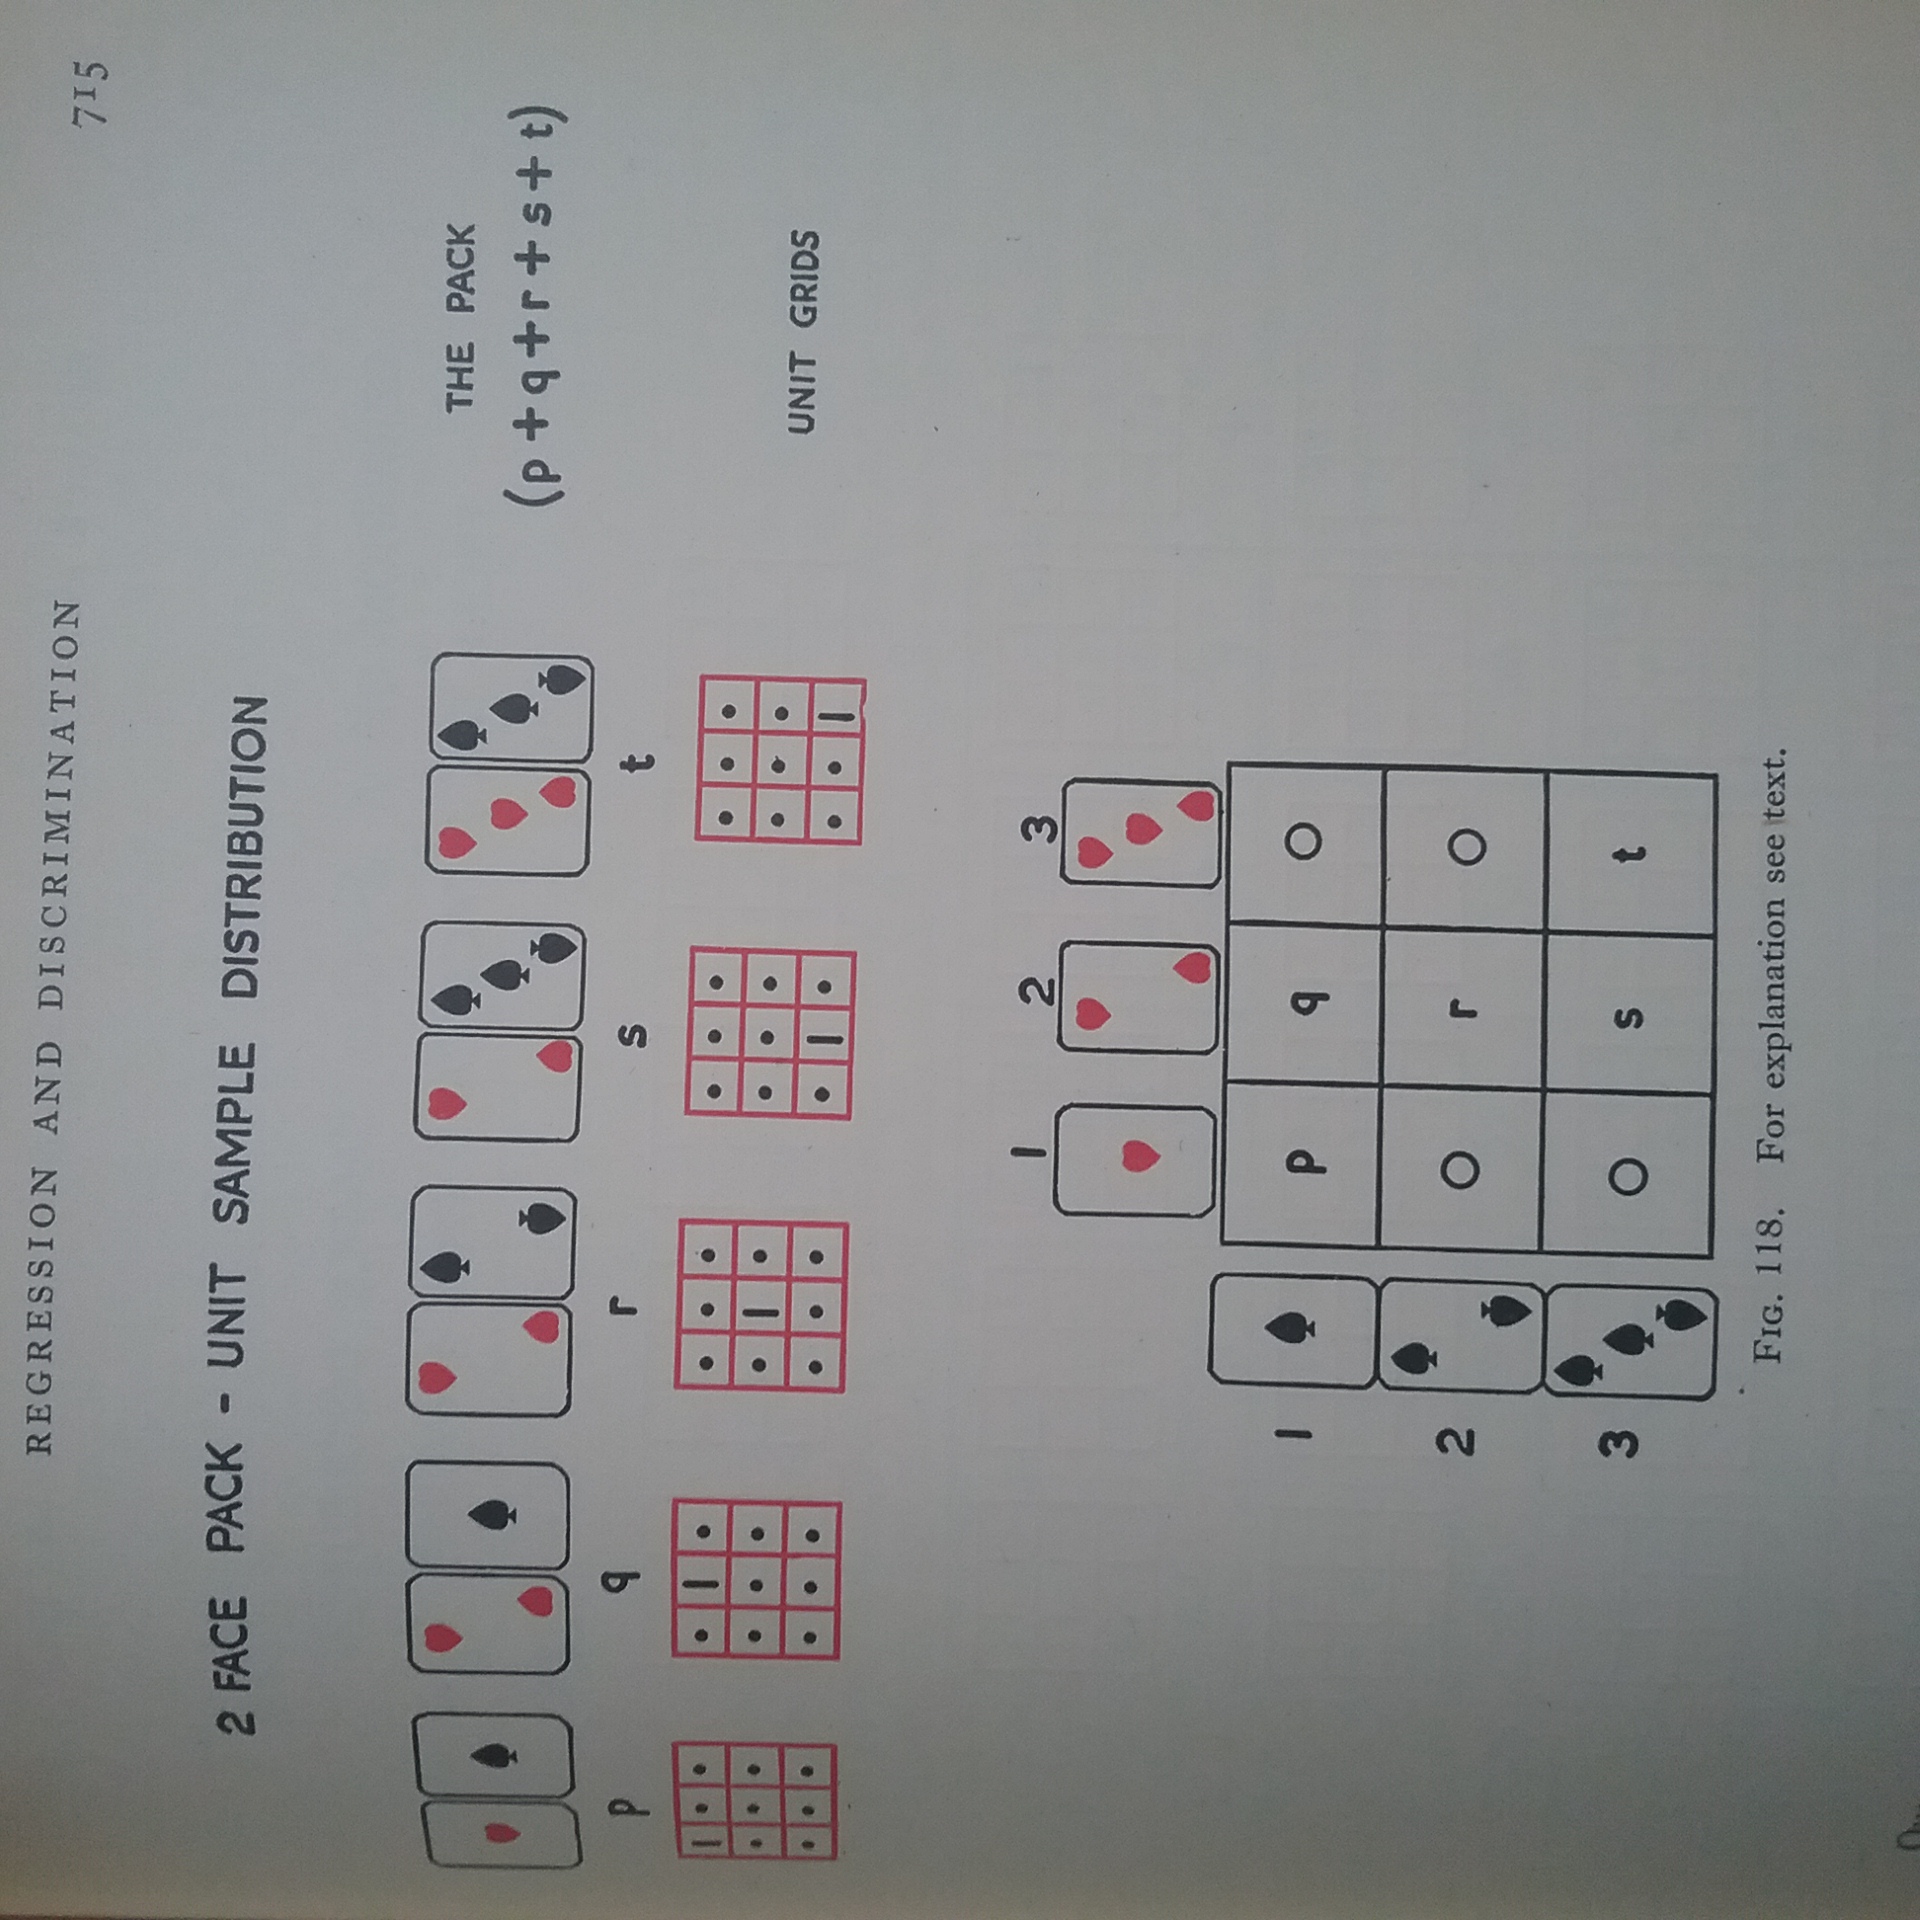 REGRESSION AND DISCRIMINATION
715
2 FACE PACK - UNIT SAMPLE DISTRIBUTION
THE PACK
(p + q + r + s + t)
p q r s t
1 • • • 1 • • • • • • • • • •
• • • • • • • 1 • • • • • • •
• • • • • • • • • • 1 • • • 1
UNIT GRIDS
1 2 3
1 p q O
2 O r O
3 O s t
FIG. 118. For explanation see text.